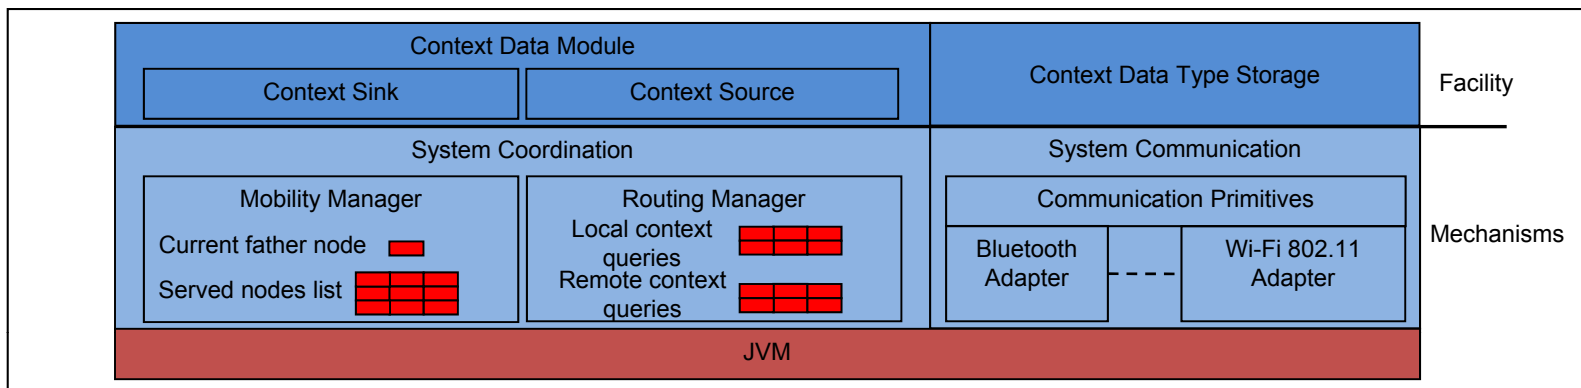 Context Data Module
Context Sink
Context Source
Context Data Type Storage
Facility
System Coordination
Mobility Manager
Current father node
Served nodes list
Routing Manager
Local context
queries
Remote context
queries
System Communication
Communication Primitives
Bluetooth
Adapter
Wi-Fi 802.11
Adapter
Mechanisms
JVM